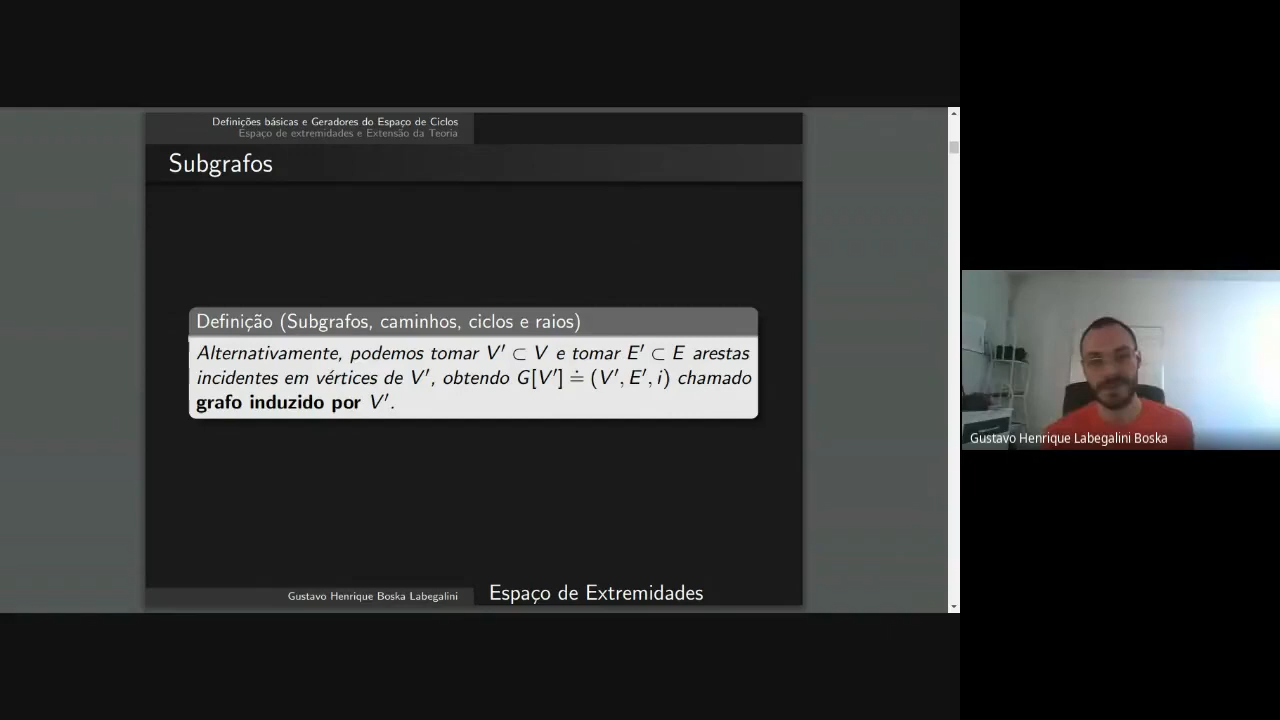 Definições básicas e Geradores do Espaço de Ciclos
Espaço de extremidades e Extensão da Teoria
Subgrafos
Definição (Subgrafos, caminhos, ciclos e raios)
Alternativamente, podemos tomar V′ ⊂ V e tomar E′ ⊂ E arestas
incidentes em vértices de V′, obtendo G[V′] ≐ (V′, E′, i) chamado
grafo induzido por V′.
Gustavo Henrique Boska Labegalini
Espaço de Extremidades
Gustavo Henrique Labegalini Boska